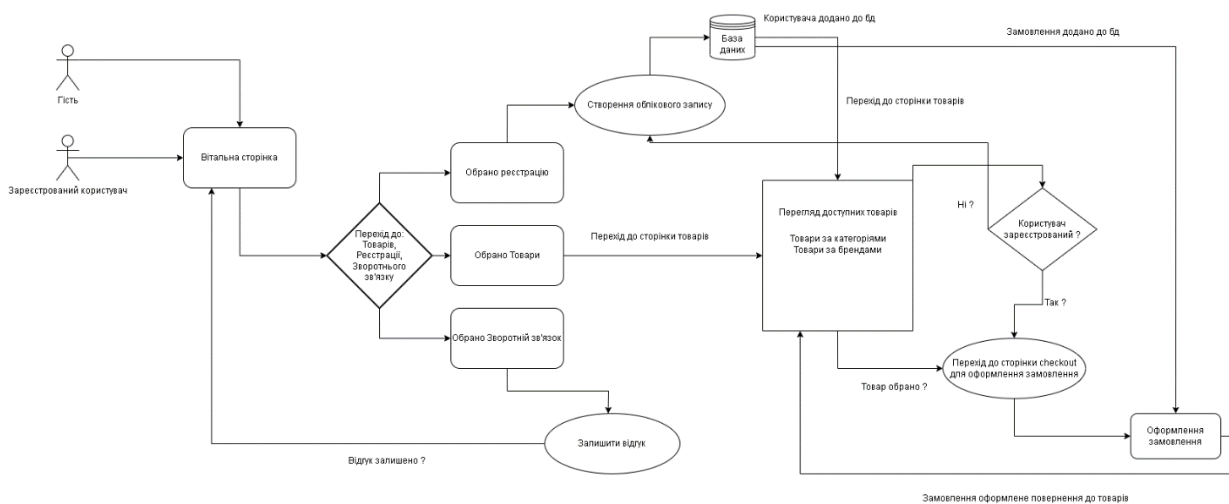 Користувача додано до бд
Замовлення додано до бд
База
даних
Гість
Створення облікового запису
Перехід до сторінки товарів
Вітальна сторінка
Обрано реєстрацію
Зареєстрований користувач
Ні ?
Перегляд доступних товарів
Товари за категоріями
Товари за брендами
Користувач
зареєстрований ?
Перехід до:
Товарів,
Реєстрації,
Зворотнього
зв'язку
Обрано Товари
Перехід до сторінки товарів
Так ?
Обрано Зворотній зв'язок
Перехід до сторінки checkout
для оформлення замовлення
Товар обрано ?
Залишити відгук
Оформлення
замовлення
Відгук залишено ?
Замовлення оформлене повернення до товарів